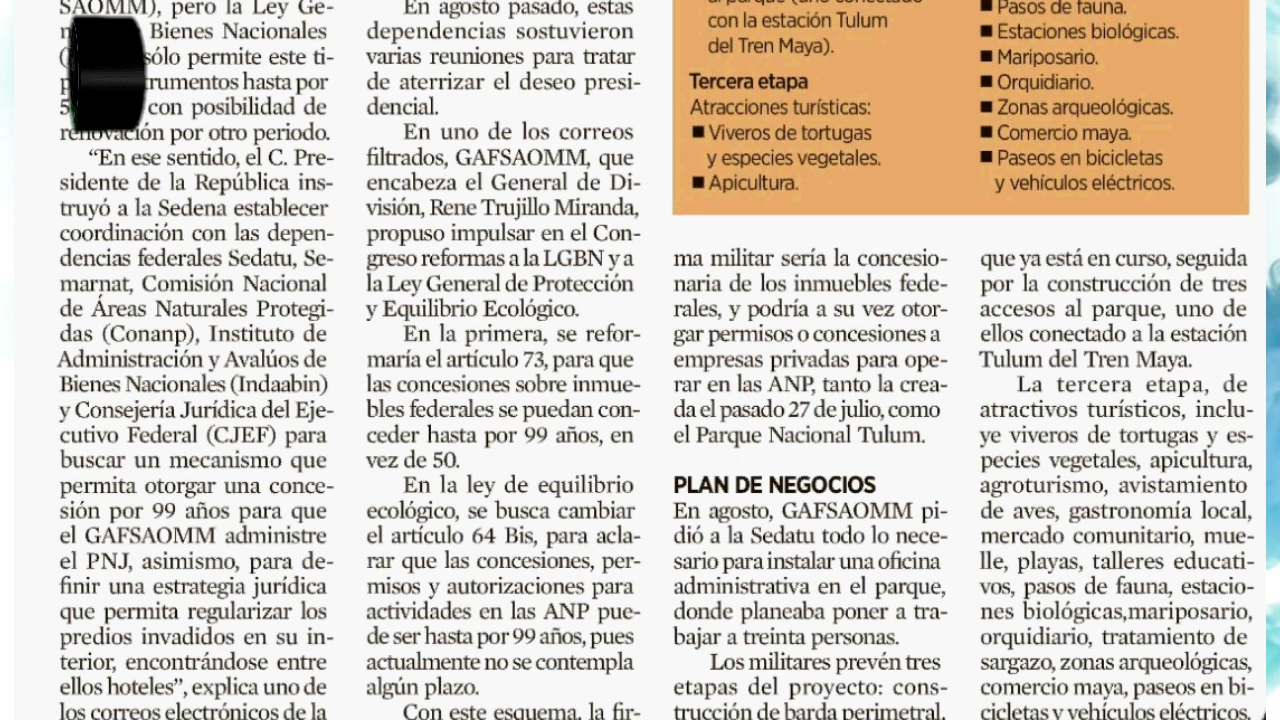 SAOMM), pero la Ley Ge-
Bienes Nacionales
sólo permite este ti-
trumentos hasta por
con posibilidad de
renovación por otro periodo.
“En ese sentido, el C. Pre-
sidente de la República ins-
truyó a la Sedena establecer
coordinación con las depen-
dencias federales Sedatu, Se-
marnat, Comisión Nacional
de Áreas Naturales Protegi-
das (Conanp), Instituto de
Administración y Avalúos de
Bienes Nacionales (Indaabin)
y Consejería Jurídica del Eje-
cutivo Federal (CJEF) para
buscar un mecanismo que
permita otorgar una conce-
sión por 99 años para que
el GAFSAOMM administre
el PNJ, asimismo, para de-
finir una estrategia jurídica
que permita regularizar los
predios invadidos en su in-
terior, encontrándose entre
ellos hoteles”, explica uno de
los correos electrónicos de la
En agosto pasado, estas
dependencias sostuvieron
varias reuniones para tratar
de aterrizar el deseo presi-
dencial.
En uno de los correos
filtrados, GAFSAOMM, que
encabeza el General de Di-
visión, Rene Trujillo Miranda,
propuso impulsar en el Con-
greso reformas a la LGBN y a
la Ley General de Protección
y Equilibrio Ecológico.
En la primera, se refor-
maría el artículo 73, para que
las concesiones sobre inmue-
bles federales se puedan con-
ceder hasta por 99 años, en
vez de 50.
En la ley de equilibrio
ecológico, se busca cambiar
el artículo 64 Bis, para acla-
rar que las concesiones, per-
misos y autorizaciones para
actividades en las ANP pue-
de ser hasta por 99 años, pues
actualmente no se contempla
algún plazo.
Con este esquema, la fir-
con la estación Tulum
del Tren Maya).
Tercera etapa
Atracciones turísticas:
■ Viveros de tortugas
y especies vegetales.
■ Apicultura.
■ Pasos de fauna.
■ Estaciones biológicas.
■ Mariposario.
■ Orquidiario.
■ Zonas arqueológicas.
■ Comercio maya.
■ Paseos en bicicletas
y vehículos eléctricos.
ma militar sería la concesio-
naria de los inmuebles fede-
rales, y podría a su vez otor-
gar permisos o concesiones a
empresas privadas para ope-
rar en las ANP, tanto la crea-
da el pasado 27 de julio, como
el Parque Nacional Tulum.
PLAN DE NEGOCIOS
En agosto, GAFSAOMM pi-
dió a la Sedatu todo lo nece-
sario para instalar una oficina
administrativa en el parque,
donde planeaba poner a tra-
bajar a treinta personas.
Los militares prevén tres
etapas del proyecto: cons-
trucción de barda perimetral,
que ya está en curso, seguida
por la construcción de tres
accesos al parque, uno de
ellos conectado a la estación
Tulum del Tren Maya.
La tercera etapa, de
atractivos turísticos, inclu-
ye viveros de tortugas y es-
pecies vegetales, apicultura,
agroturismo, avistamiento
de aves, gastronomía local,
mercado comunitario, mue-
lle, playas, talleres educati-
vos, pasos de fauna, estacio-
nes biológicas,mariposario,
orquidiario, tratamiento de
sargazo, zonas arqueológicas,
comercio maya, paseos en bi-
cicletas y vehículos eléctricos.